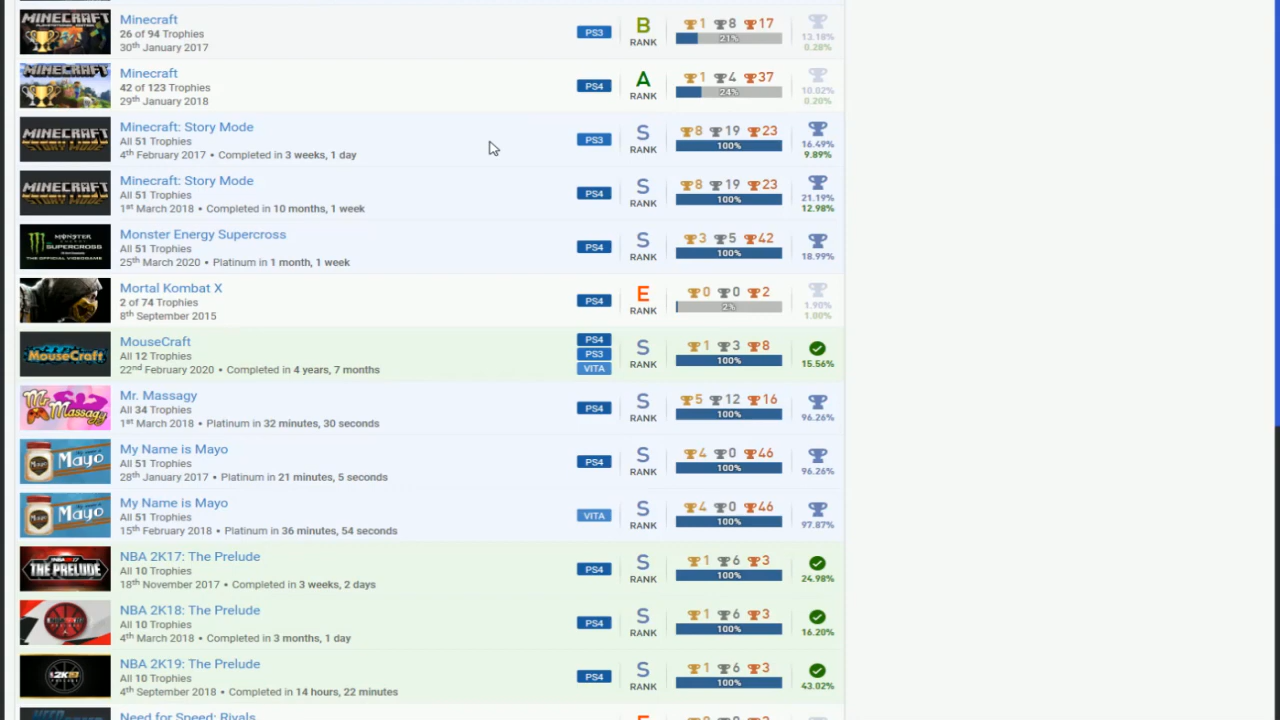 Minecraft
26 of 94 Trophies
30th January 2017
PS3
B
RANK
1 8 17
21%
13.18%
0.28%
Minecraft
42 of 123 Trophies
29th January 2018
PS4
A
RANK
1 4 37
24%
10.02%
0.20%
Minecraft: Story Mode
All 51 Trophies
4th February 2017 • Completed in 3 weeks, 1 day
PS3
S
RANK
8 19 23
100%
16.49%
9.89%
Minecraft: Story Mode
All 51 Trophies
1st March 2018 • Completed in 10 months, 1 week
PS4
S
RANK
8 19 23
100%
21.19%
12.98%
Monster Energy Supercross
All 51 Trophies
25th March 2020 • Platinum in 1 month, 1 week
PS4
S
RANK
3 5 42
100%
18.99%
Mortal Kombat X
2 of 74 Trophies
8th September 2015
PS4
E
RANK
0 0 2
2%
1.90%
1.00%
MouseCraft
MouseCraft
All 12 Trophies
22nd February 2020 • Completed in 4 years, 7 months
PS4
PS3
VITA
S
RANK
1 3 8
100%
15.56%
Mr. Massagy
All 34 Trophies
1st March 2018 • Platinum in 32 minutes, 30 seconds
PS4
S
RANK
5 12 16
100%
96.26%
Mayo
My Name is Mayo
All 51 Trophies
28th January 2017 • Platinum in 21 minutes, 5 seconds
PS4
S
RANK
4 0 46
100%
96.26%
Mayo
My Name is Mayo
All 51 Trophies
15th February 2018 • Platinum in 36 minutes, 54 seconds
VITA
S
RANK
4 0 46
100%
97.87%
THE PRELUDE
NBA 2K17: The Prelude
All 10 Trophies
18th November 2017 • Completed in 3 weeks, 2 days
PS4
S
RANK
1 6 3
100%
24.98%
NBA 2K18: The Prelude
All 10 Trophies
4th March 2018 • Completed in 3 months, 1 day
PS4
S
RANK
1 6 3
100%
16.20%
NBA 2K19: The Prelude
All 10 Trophies
4th September 2018 • Completed in 14 hours, 22 minutes
PS4
S
RANK
1 6 3
100%
43.02%
Need for Speed: Rivals